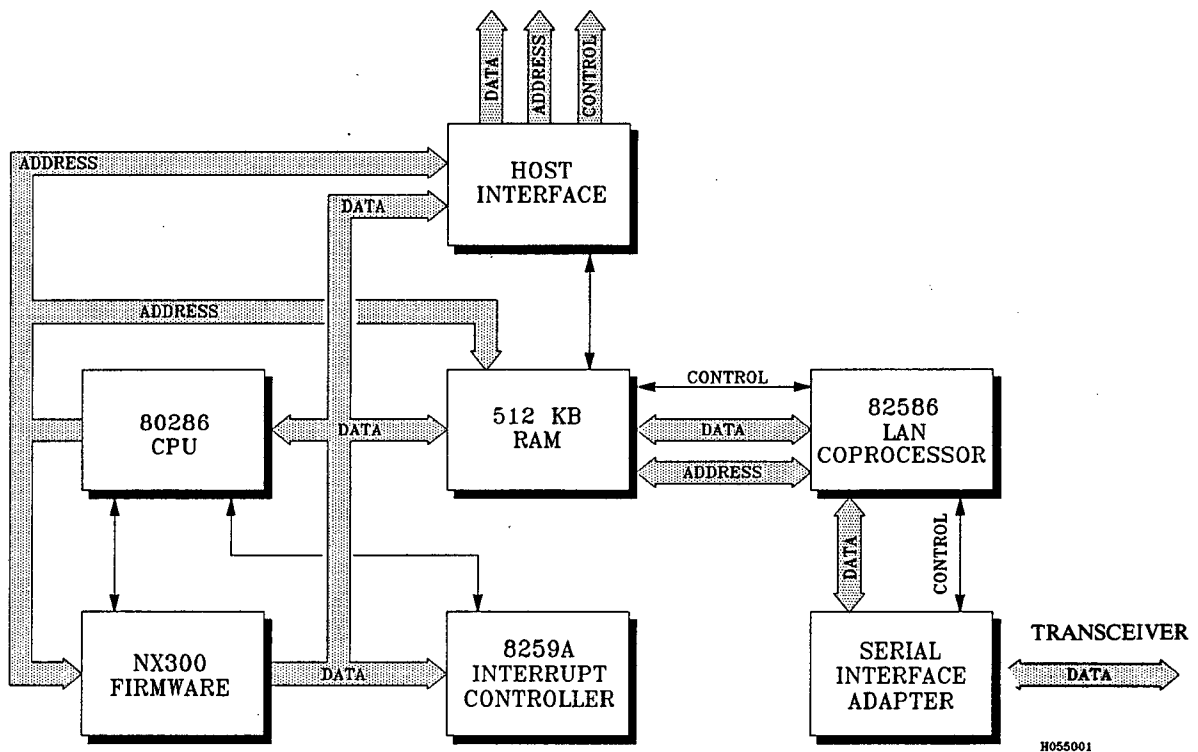 DATA
ADDRESS
CONTROL
ADDRESS
HOST
INTERFACE
DATA
ADDRESS
80286
CPU
DATA
512 KB
RAM
CONTROL
DATA
ADDRESS
82586
LAN
COPROCESSOR
DATA
CONTROL
NX300
FIRMWARE
DATA
8259A
INTERRUPT
CONTROLLER
SERIAL
INTERFACE
ADAPTER
TRANSCEIVER
DATA
H055001